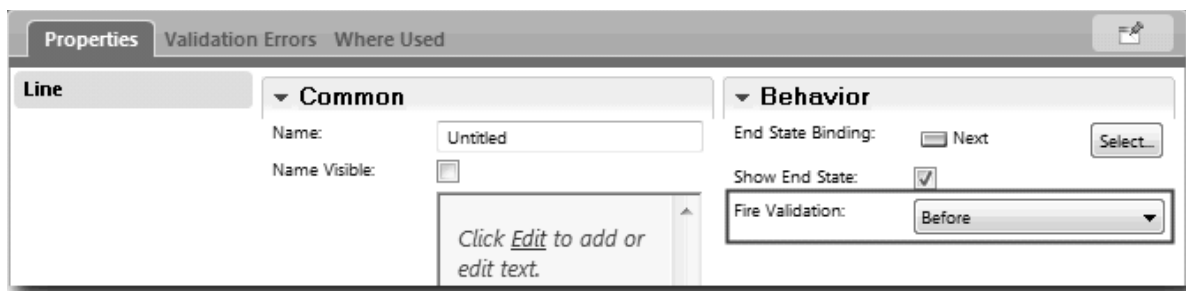 Properties Validation Errors Where Used
Line
Common
Name: Untitled
Name Visible:
Click Edit to add or
edit text.
Behavior
End State Binding: Next Select...
Show End State:
Fire Validation: Before